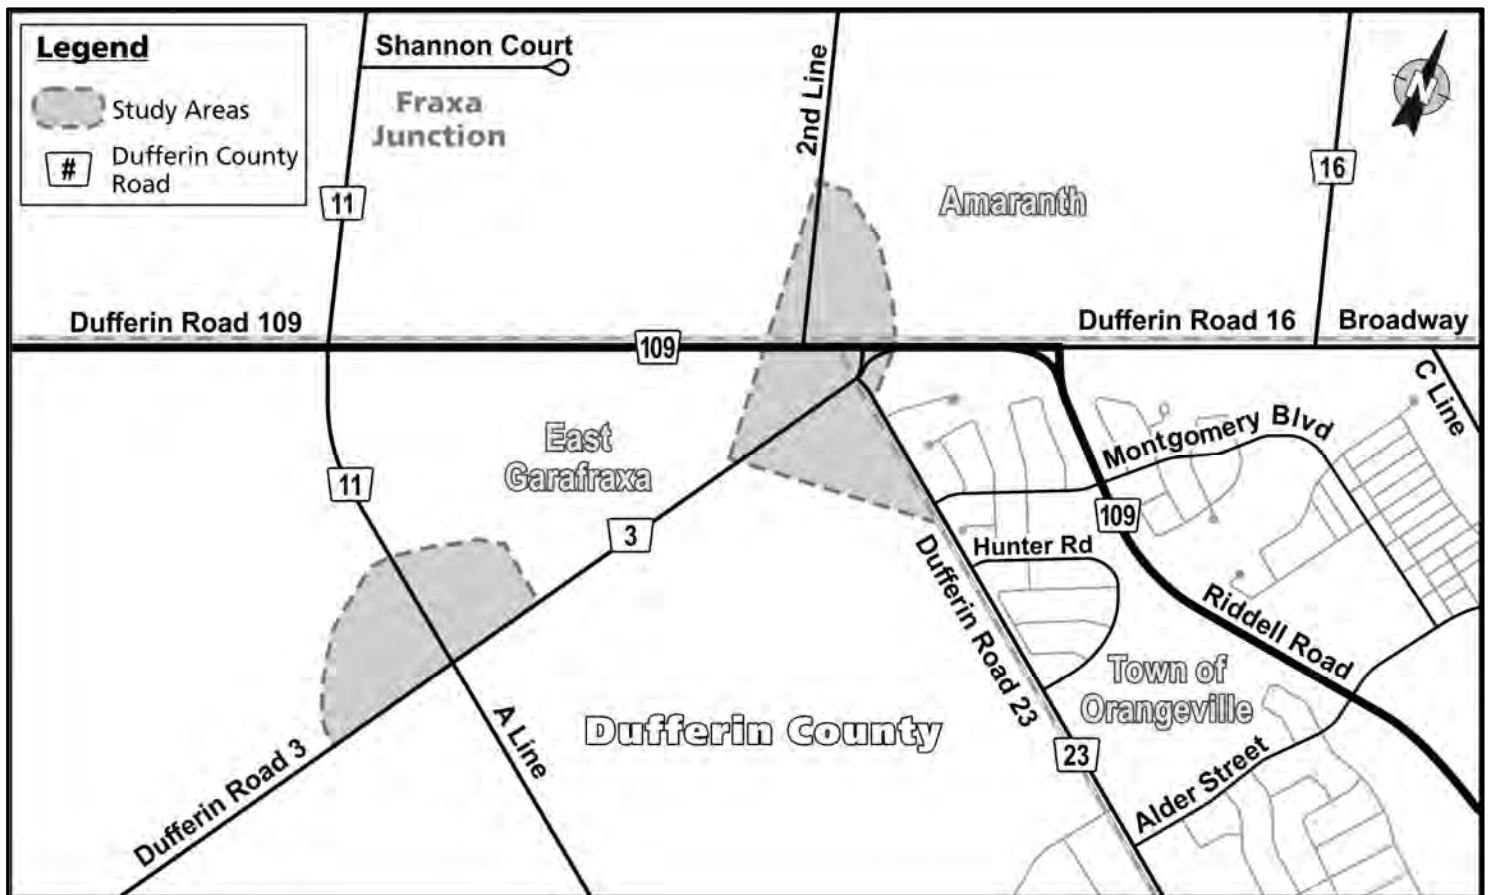 Legend
Study Areas
#
Dufferin County
Road
Shannon Court
Fraxa
Junction
11
2nd Line
Amaranth
16
N
Dufferin Road 109
109
Dufferin Road 16
Broadway
C Line
East
Garafraxa
11
3
Montgomery Blvd
109
Hunter Rd
Dufferin Road 23
Riddell Road
Town of
Orangeville
Dufferin County
A Line
Dufferin Road 3
23
Alder Street